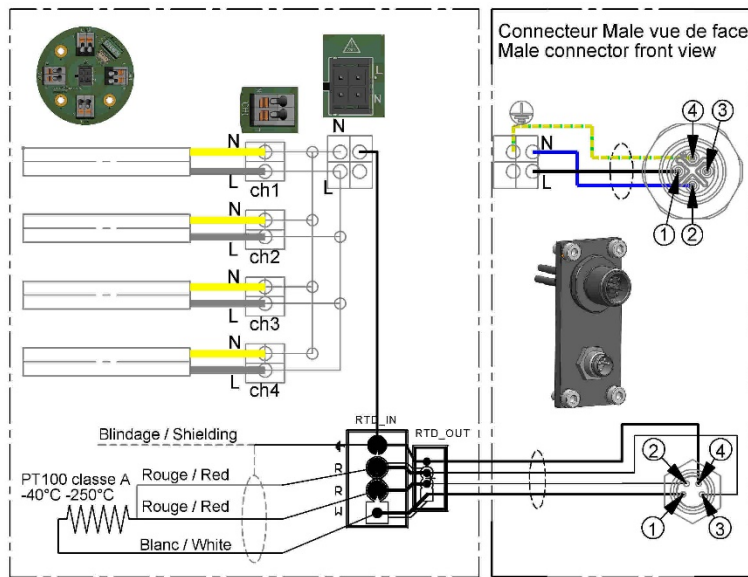 Connecteur Male vue de face
Male connector front view
L
N
N
L
N
L
ch1
N
L
ch2
N
L
ch3
N
L
ch4
N
L
4
3
1
2
RTD_IN
RTD_OUT
Blindage / Shielding
Rouge / Red
R
PT100 classe A
-40°C -250°C
Rouge / Red
R
Blanc / White
W
2
4
1
3